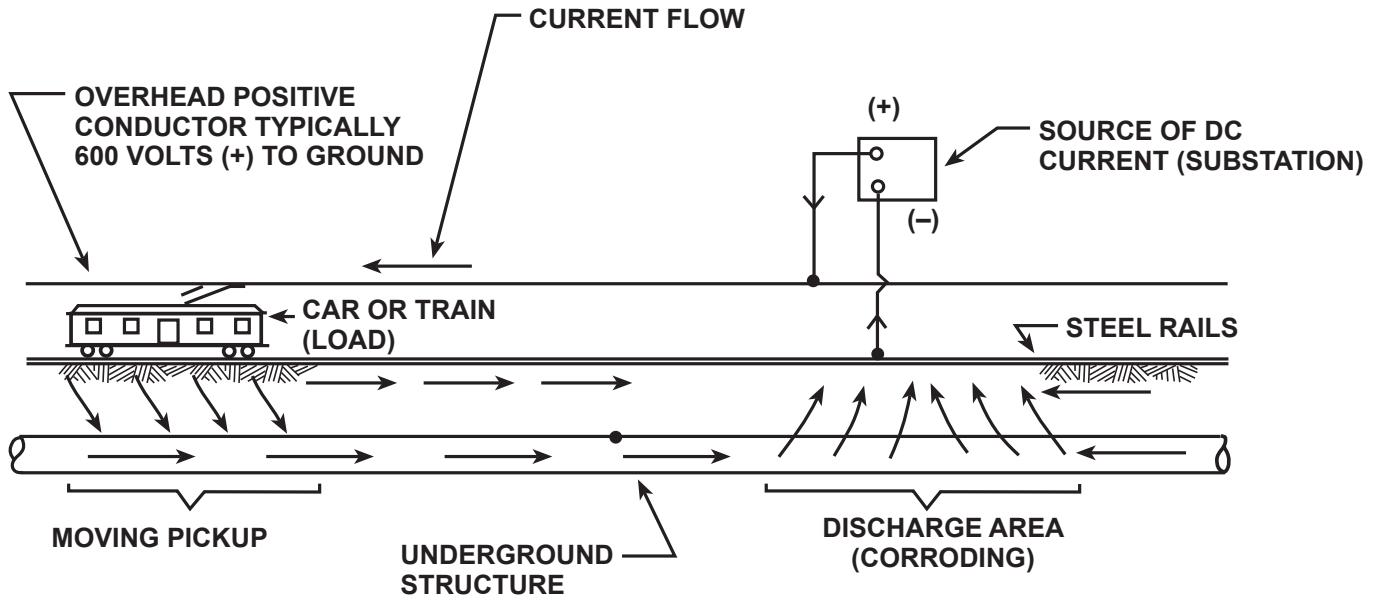 CURRENT FLOW
OVERHEAD POSITIVE
CONDUCTOR TYPICALLY
600 VOLTS (+) TO GROUND
(+)
SOURCE OF DC
CURRENT (SUBSTATION)
(–)
CAR OR TRAIN
(LOAD)
STEEL RAILS
MOVING PICKUP
UNDERGROUND
STRUCTURE
DISCHARGE AREA
(CORRODING)